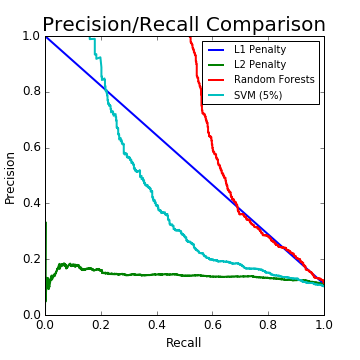 Precision/Recall Comparison
1.0
0.8
0.6
0.4
0.2
0.0
Precision
L1 Penalty
L2 Penalty
Random Forests
SVM (5%)
0.0 0.2 0.4 0.6 0.8 1.0
Recall